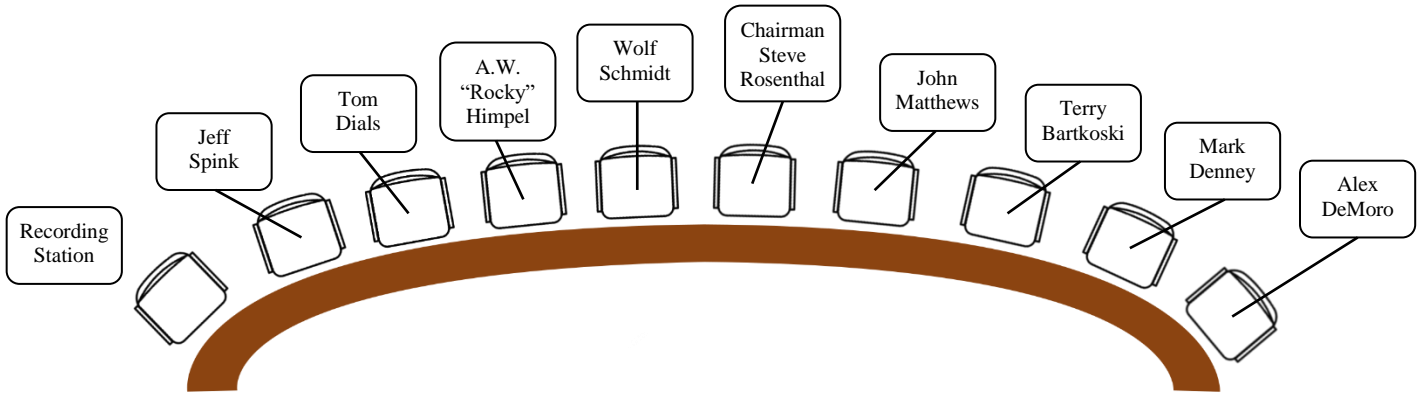 Recording
Station
Jeff
Spink
Tom
Dials
A.W.
“Rocky”
Himpel
Wolf
Schmidt
Chairman
Steve
Rosenthal
John
Matthews
Terry
Bartkoski
Mark
Denney
Alex
DeMoro